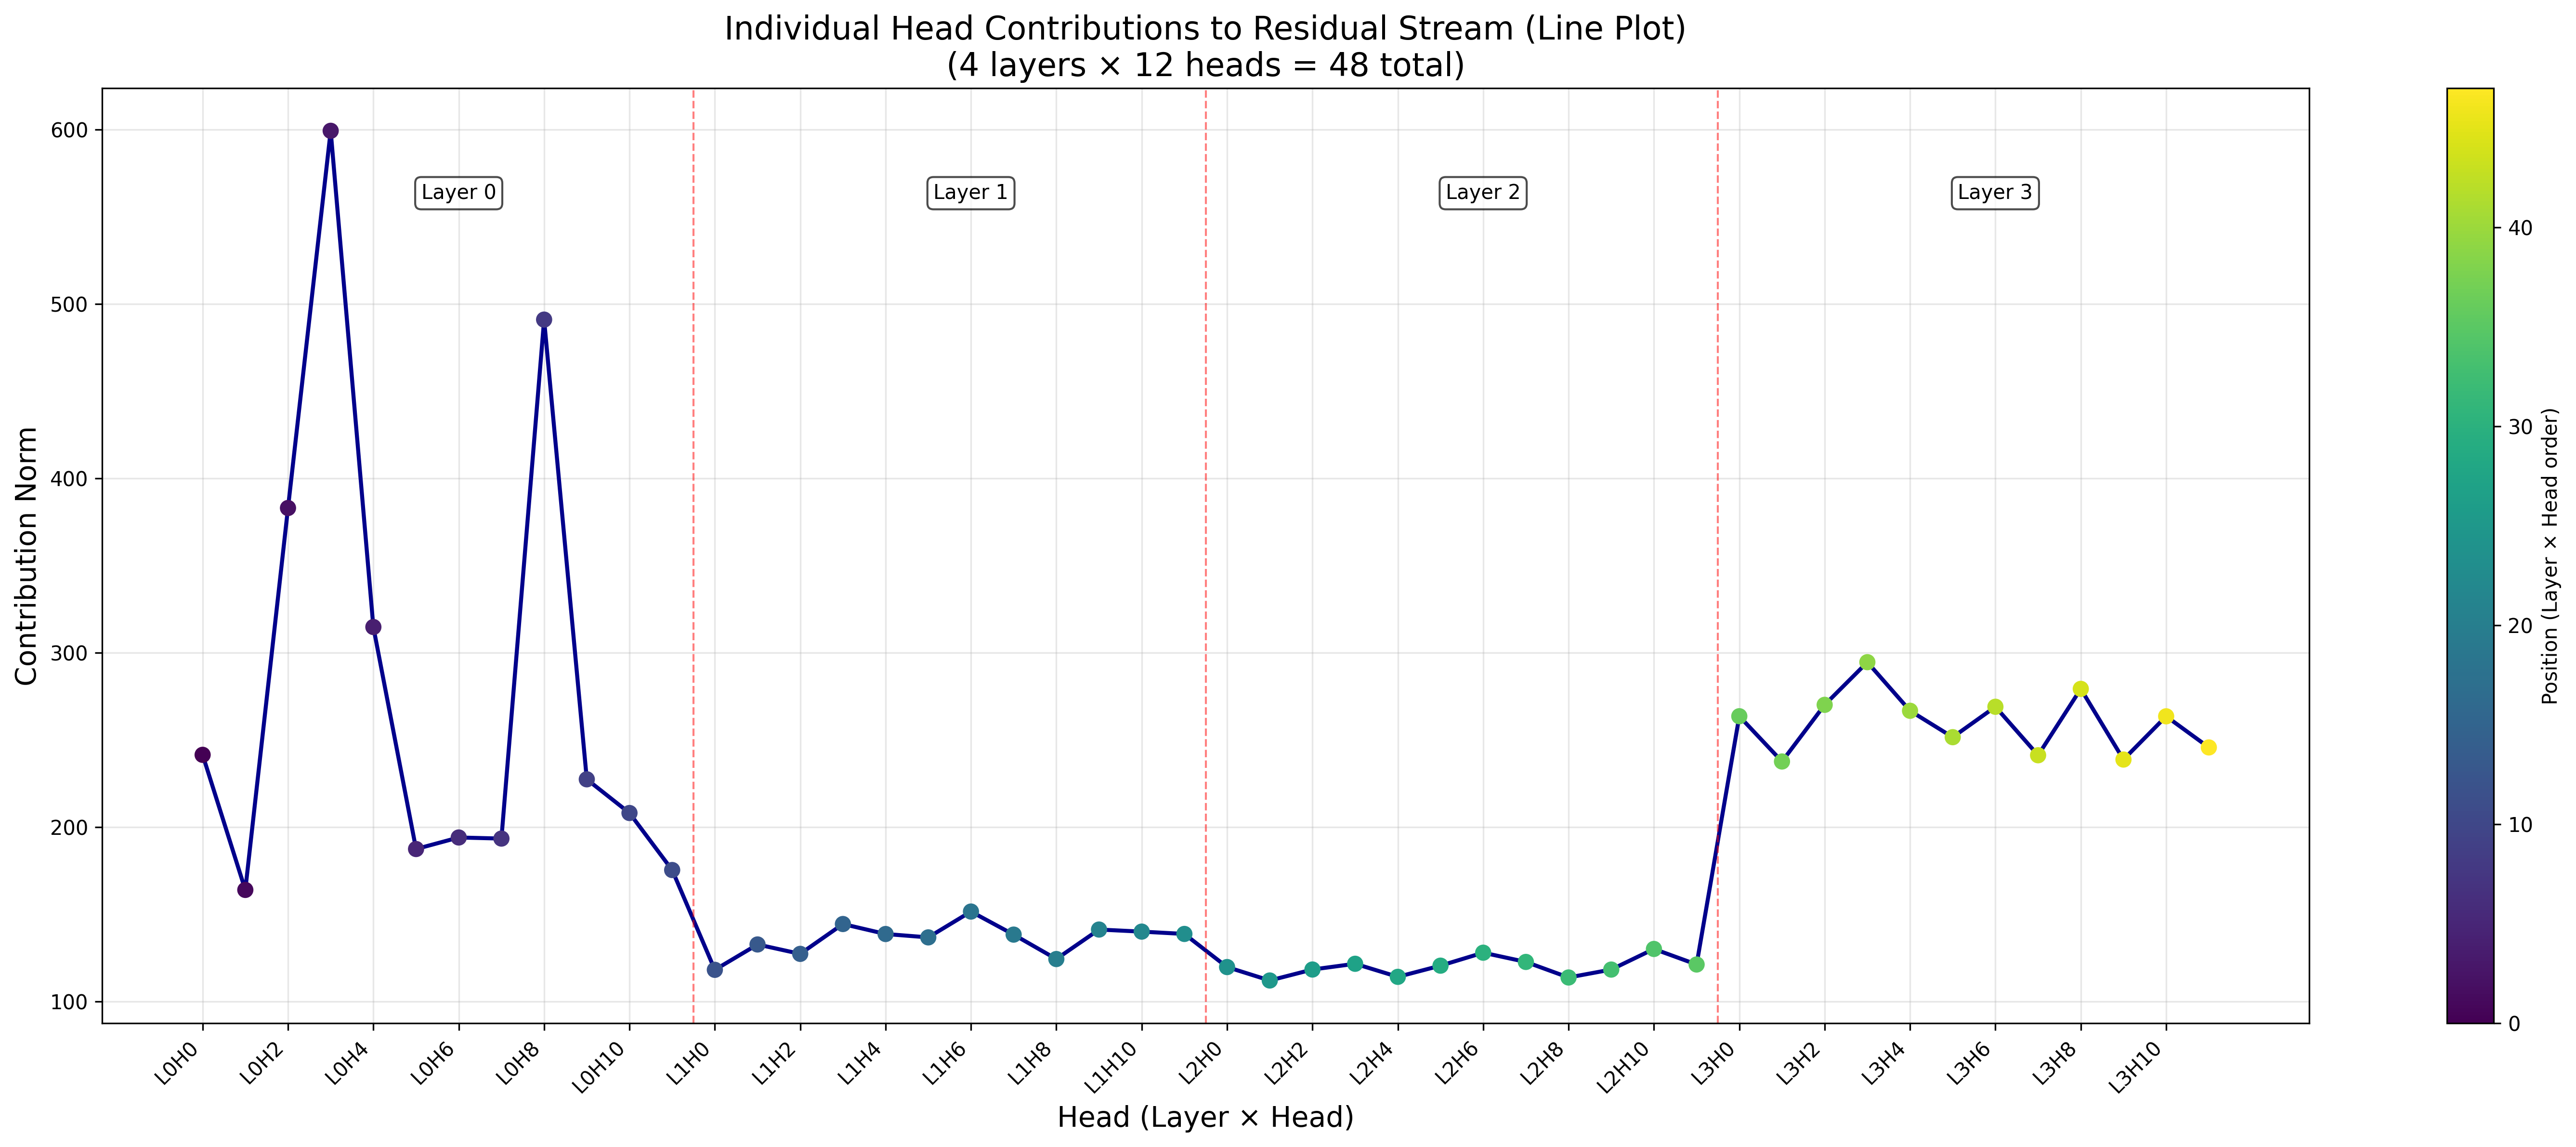 Individual Head Contributions to Residual Stream (Line Plot)
(4 layers × 12 heads = 48 total)
Contribution Norm
600
500
400
300
200
100
Layer 0
Layer 1
Layer 2
Layer 3
L0H0
L0H2
L0H4
L0H6
L0H8
L0H10
L1H0
L1H2
L1H4
L1H6
L1H8
L1H10
L2H0
L2H2
L2H4
L2H6
L2H8
L2H10
L3H0
L3H2
L3H4
L3H6
L3H8
L3H10
Head (Layer × Head)
40
30
20
10
0
Position (Layer × Head order)